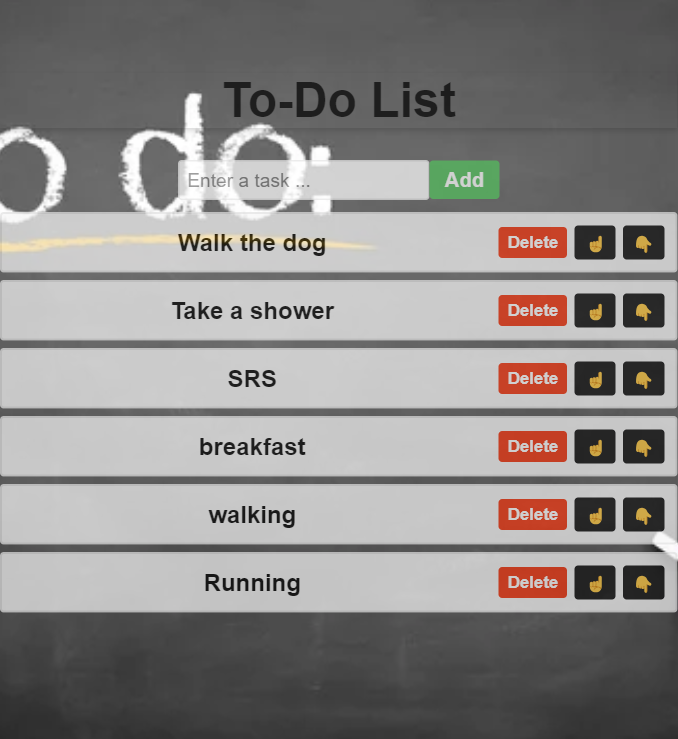 To-Do List
o do:
Enter a task ... Add
Walk the dog Delete ☝ 👇
Take a shower Delete ☝ 👇
SRS Delete ☝ 👇
breakfast Delete ☝ 👇
walking Delete ☝ 👇
Running Delete ☝ 👇